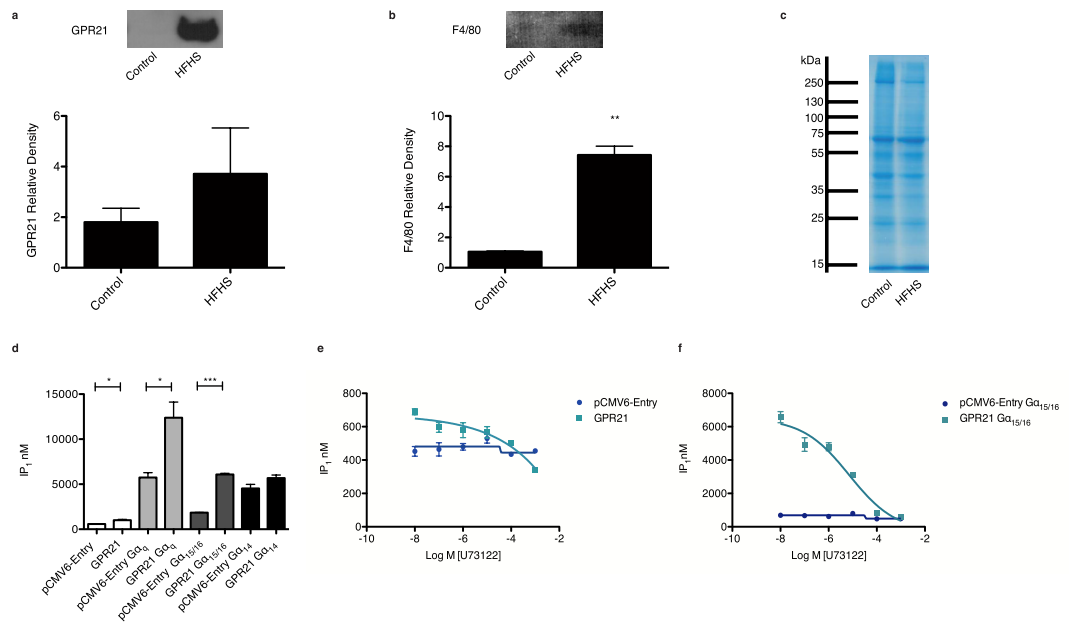 a
GPR21
Control
HFHS
GPR21 Relative Density
6
4
2
0
Control
HFHS
b
F4/80
Control
HFHS
F4/80 Relative Density
10
8
6
4
2
0
**
Control
HFHS
c
kDa
250
130
100
75
55
35
25
15
Control
HFHS
d
IP1 nM
15000
10000
5000
0
*
*
***
pCMV6-Entry
GPR21
pCMV6-Entry Gαq
GPR21 Gαq
pCMV6-Entry Gα15/16
GPR21 Gα15/16
pCMV6-Entry Gα14
GPR21 Gα14
e
IP1 nM
800
600
400
200
0
-10
-8
-6
-4
-2
Log M [U73122]
pCMV6-Entry
GPR21
f
IP1 nM
8000
6000
4000
2000
0
-10
-8
-6
-4
-2
Log M [U73122]
pCMV6-Entry Gα15/16
GPR21 Gα15/16